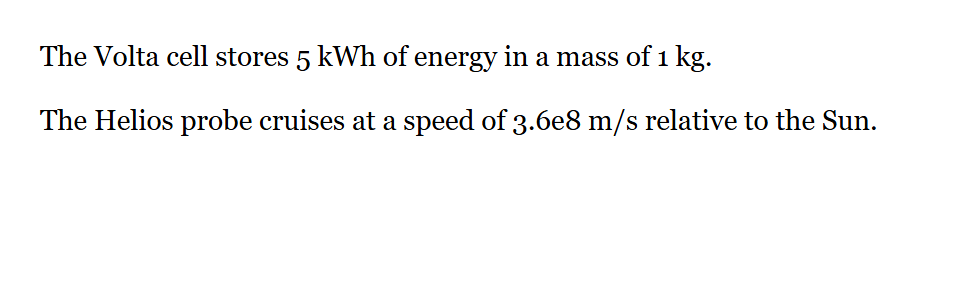 The Volta cell stores 5 kWh of energy in a mass of 1 kg.
The Helios probe cruises at a speed of 3.6e8 m/s relative to the Sun.